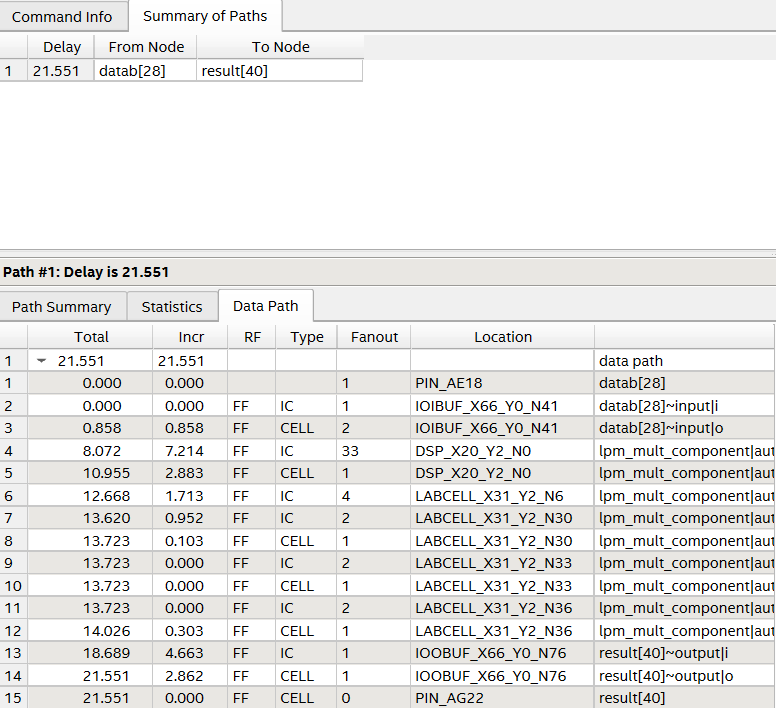 Command Info Summary of Paths
Delay From Node To Node
1 21.551 datab[28] result[40]
Path #1: Delay is 21.551
Path Summary Statistics Data Path
Total Incr RF Type Fanout Location
1 21.551 21.551 data path
1 0.000 0.000 1 PIN_AE18 datab[28]
2 0.000 0.000 FF IC 1 IOIBUF_X66_Y0_N41 datab[28]~input|i
3 0.858 0.858 FF CELL 2 IOIBUF_X66_Y0_N41 datab[28]~input|o
4 8.072 7.214 FF IC 33 DSP_X20_Y2_N0 lpm_mult_component|aut
5 10.955 2.883 FF CELL 1 DSP_X20_Y2_N0 lpm_mult_component|aut
6 12.668 1.713 FF IC 4 LABCELL_X31_Y2_N6 lpm_mult_component|aut
7 13.620 0.952 FF IC 2 LABCELL_X31_Y2_N30 lpm_mult_component|aut
8 13.723 0.103 FF CELL 1 LABCELL_X31_Y2_N30 lpm_mult_component|aut
9 13.723 0.000 FF IC 2 LABCELL_X31_Y2_N33 lpm_mult_component|aut
10 13.723 0.000 FF CELL 1 LABCELL_X31_Y2_N33 lpm_mult_component|aut
11 13.723 0.000 FF IC 2 LABCELL_X31_Y2_N36 lpm_mult_component|aut
12 14.026 0.303 FF CELL 1 LABCELL_X31_Y2_N36 lpm_mult_component|aut
13 18.689 4.663 FF IC 1 IOOBUF_X66_Y0_N76 result[40]~output|i
14 21.551 2.862 FF CELL 1 IOOBUF_X66_Y0_N76 result[40]~output|o
15 21.551 0.000 FF CELL 0 PIN_AG22 result[40]